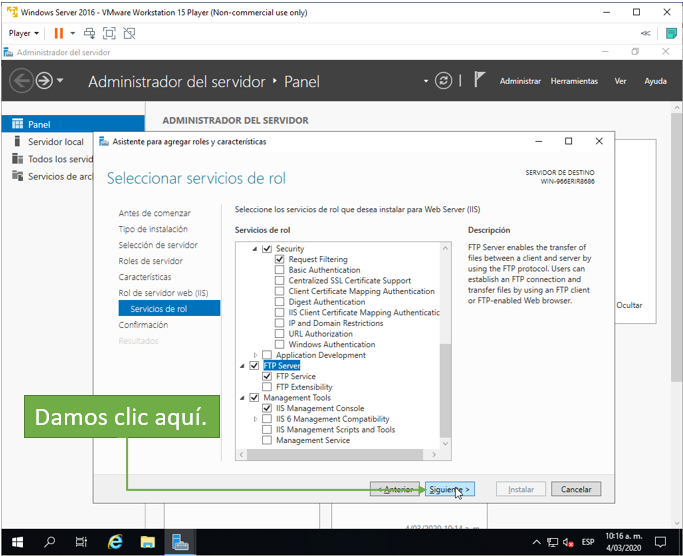 Windows Server 2016 - VMware Workstation 15 Player (Non-commercial use only)
Player
Administrador del servidor
Administrador del servidor
Panel
Administrar
Herramientas
Ver
Ayuda
Panel
Servidor local
Todos los servid
Servicios de arc
ADMINISTRADOR DEL SERVIDOR
Asistente para agregar roles y características
Seleccionar servicios de rol
SERVIDOR DE DESTINO
WIN-966ERIR8686
Antes de comenzar
Tipo de instalación
Selección de servidor
Roles de servidor
Características
Rol de servidor web (IIS)
Servicios de rol
Confirmación
Resultados
Seleccione los servicios de rol que desea instalar para Web Server (IIS)
Servicios de rol
Security
Request Filtering
Basic Authentication
Centralized SSL Certificate Support
Client Certificate Mapping Authentication
Digest Authentication
IIS Client Certificate Mapping Authenticatic
IP and Domain Restrictions
URL Authorization
Windows Authentication
Application Development
FTP Server
FTP Service
FTP Extensibility
Management Tools
IIS Management Console
IIS 6 Management Compatibility
IIS Management Scripts and Tools
Management Service
Descripción
FTP Server enables the transfer of
files between a client and server by
using the FTP protocol. Users can
establish an FTP connection and
transfer files by using an FTP client
or FTP-enabled Web browser.
Ocultar
Damos clic aquí.
< Anterior
Siguiente >
Instalar
Cancelar
4/03/2020 10:14 a. m.
ESP
10:16 a. m.
4/03/2020